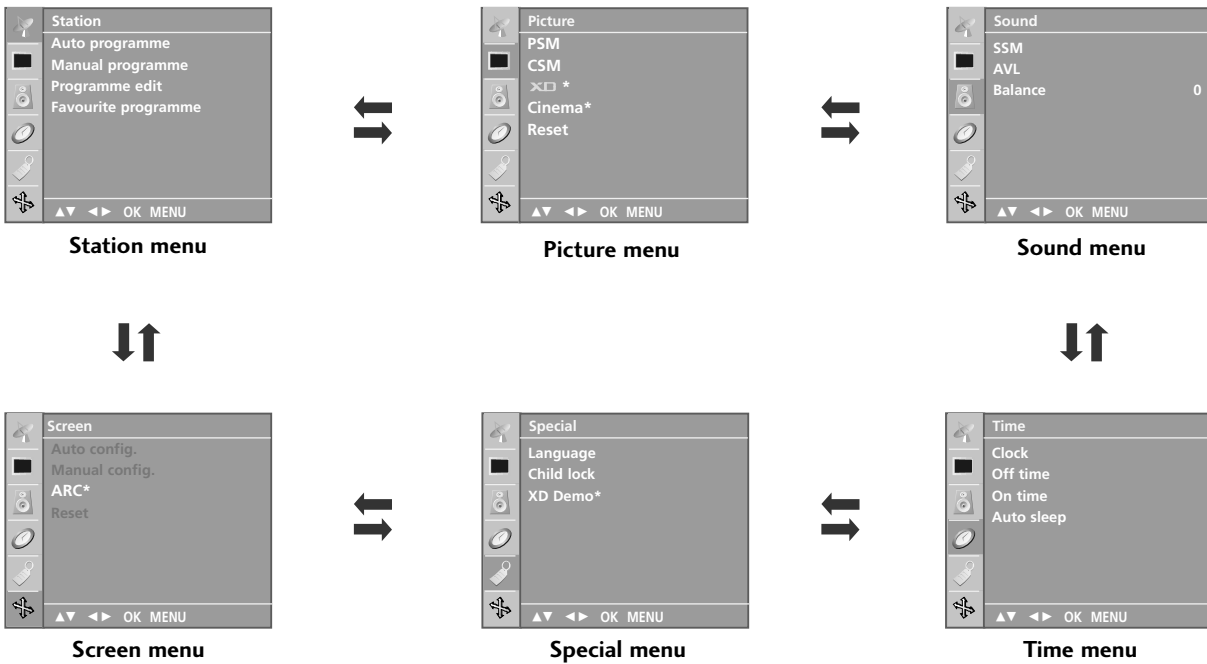 Station
Auto programme
Manual programme
Programme edit
Favourite programme
▲▼ ◄► OK MENU
Station menu
Picture
PSM
CSM
XD *
Cinema*
Reset
▲▼ ◄► OK MENU
Picture menu
Sound
SSM
AVL
Balance 0
▲▼ ◄► OK MENU
Sound menu
Screen
Auto config.
Manual config.
ARC*
Reset
▲▼ ◄► OK MENU
Screen menu
Special
Language
Child lock
XD Demo*
▲▼ ◄► OK MENU
Special menu
Time
Clock
Off time
On time
Auto sleep
▲▼ ◄► OK MENU
Time menu